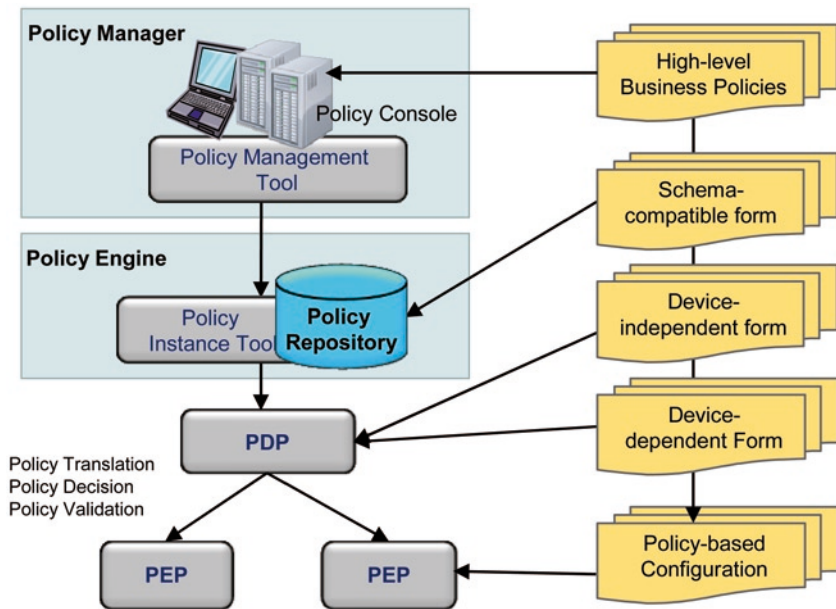 Policy Manager
Policy Console
Policy Management
Tool
Policy Engine
Policy
Instance Tool
Policy
Repository
PDP
Policy Translation
Policy Decision
Policy Validation
PEP
PEP
High-level
Business Policies
Schema-
compatible form
Device-
independent form
Device-
dependent Form
Policy-based
Configuration